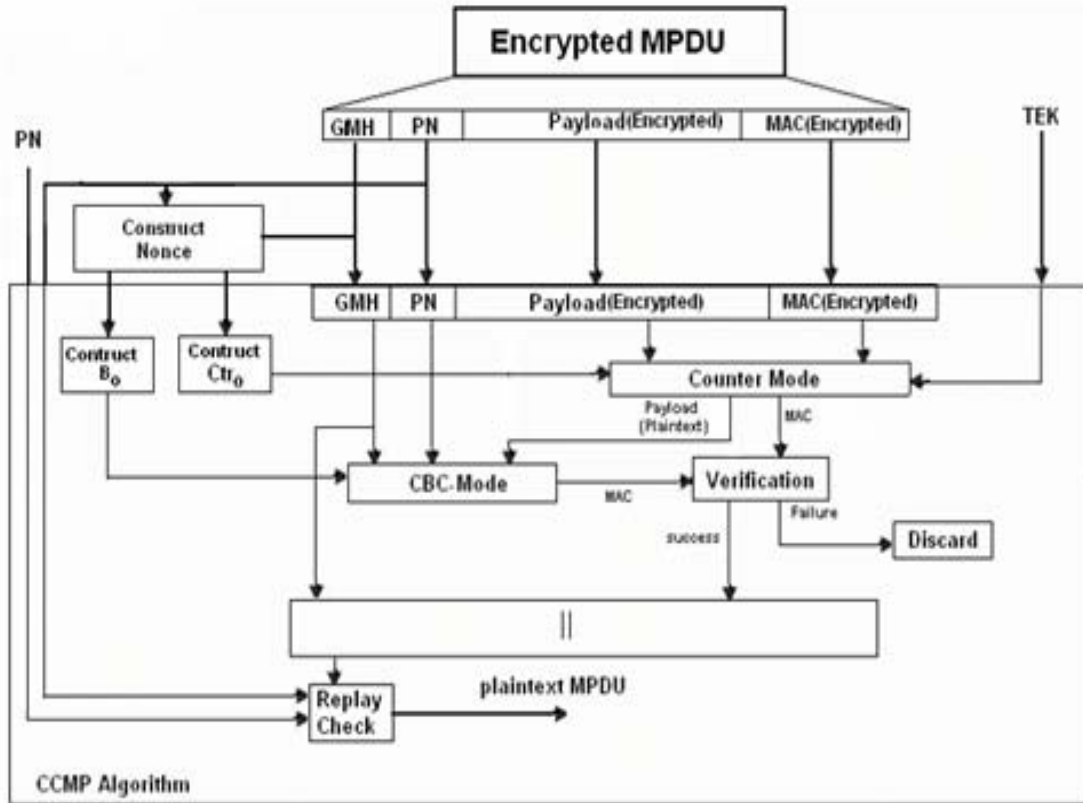 Encrypted MPDU
GMH PN Payload(Encrypted) MAC(Encrypted)
PN
TEK
Construct
Nonce
GMH PN Payload(Encrypted) MAC(Encrypted)
Contruct
B₀
Contruct
Ctr₀
Counter Mode
Payload
(Plaintext)
MAC
CBC-Mode
MAC
Verification
Failure
success
Discard
||
Replay
Check
plaintext MPDU
CCMP Algorithm